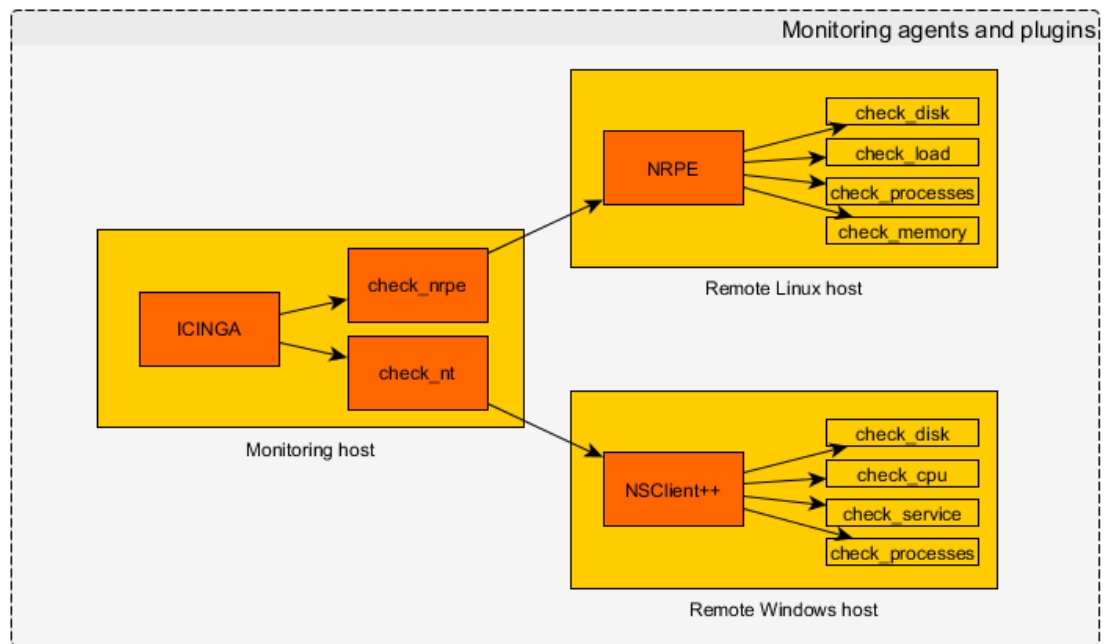 Monitoring agents and plugins
check_disk
check_load
NRPE
check_processes
check_memory
Remote Linux host
check_nrpe
ICINGA
check_nt
Monitoring host
check_disk
check_cpu
NSClient++
check_service
check_processes
Remote Windows host